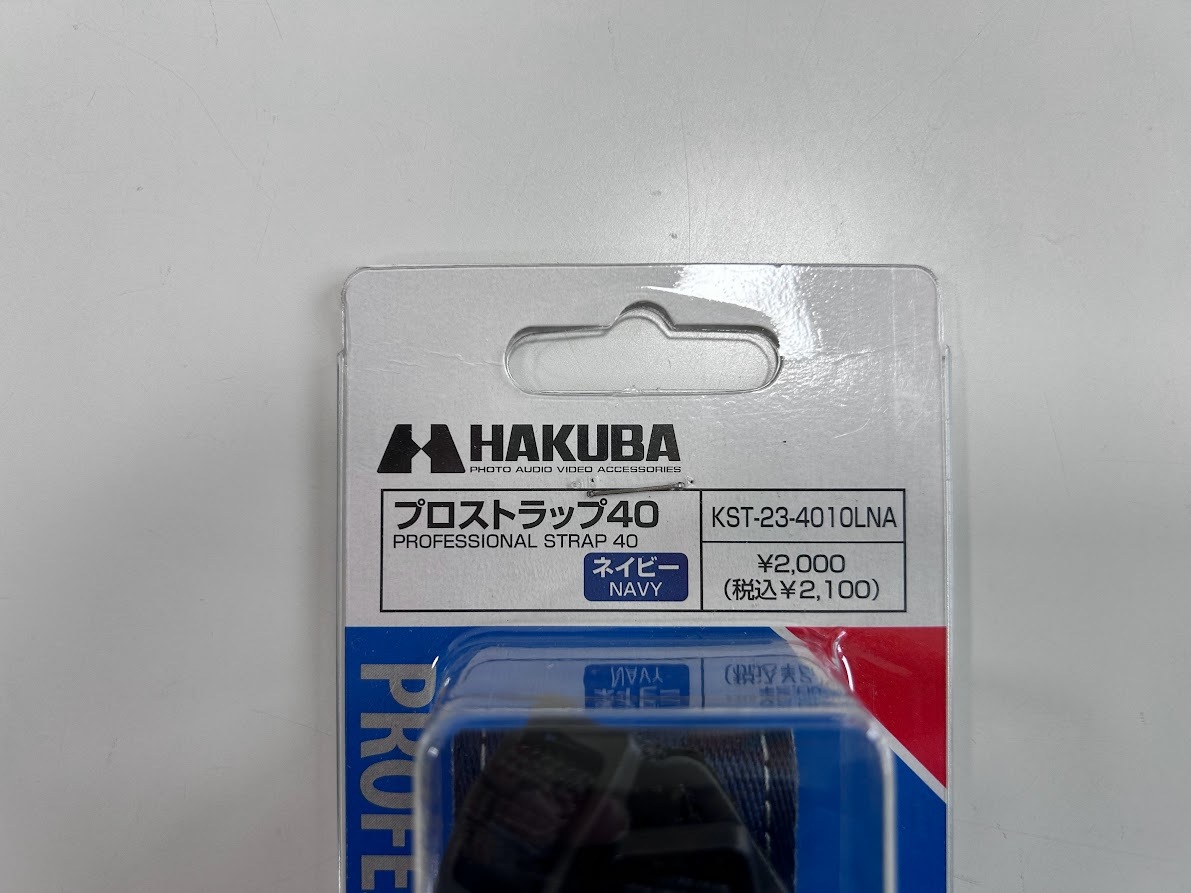 HAKUBA
PHOTO AUDIO VIDEO ACCESSORIES
プロストラップ40
PROFESSIONAL STRAP 40
ネイビー
NAVY
KST-23-4010LNA
¥2,000
(税込¥2,100)
PROFE